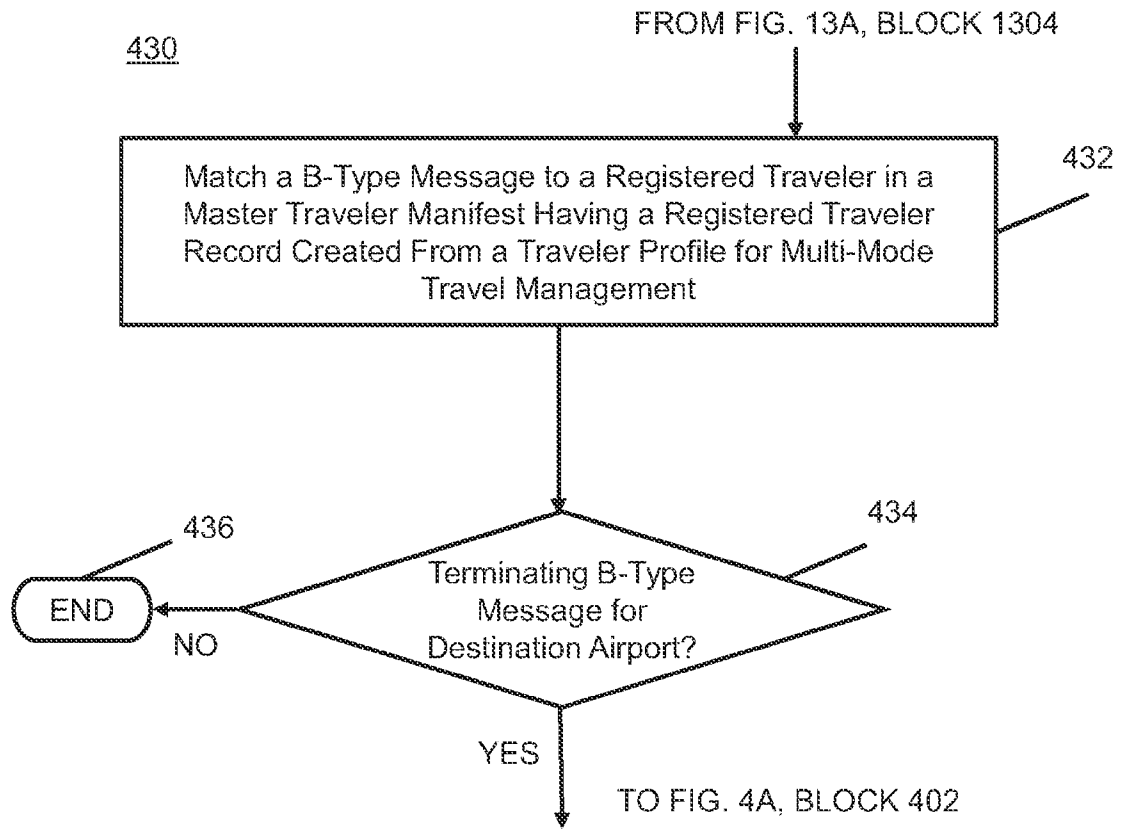 FROM FIG. 13A, BLOCK 1304
430
432
Match a B-Type Message to a Registered Traveler in a
Master Traveler Manifest Having a Registered Traveler
Record Created From a Traveler Profile for Multi-Mode
Travel Management
436
434
Terminating B-Type
Message for
Destination Airport?
END
NO
YES
TO FIG. 4A, BLOCK 402